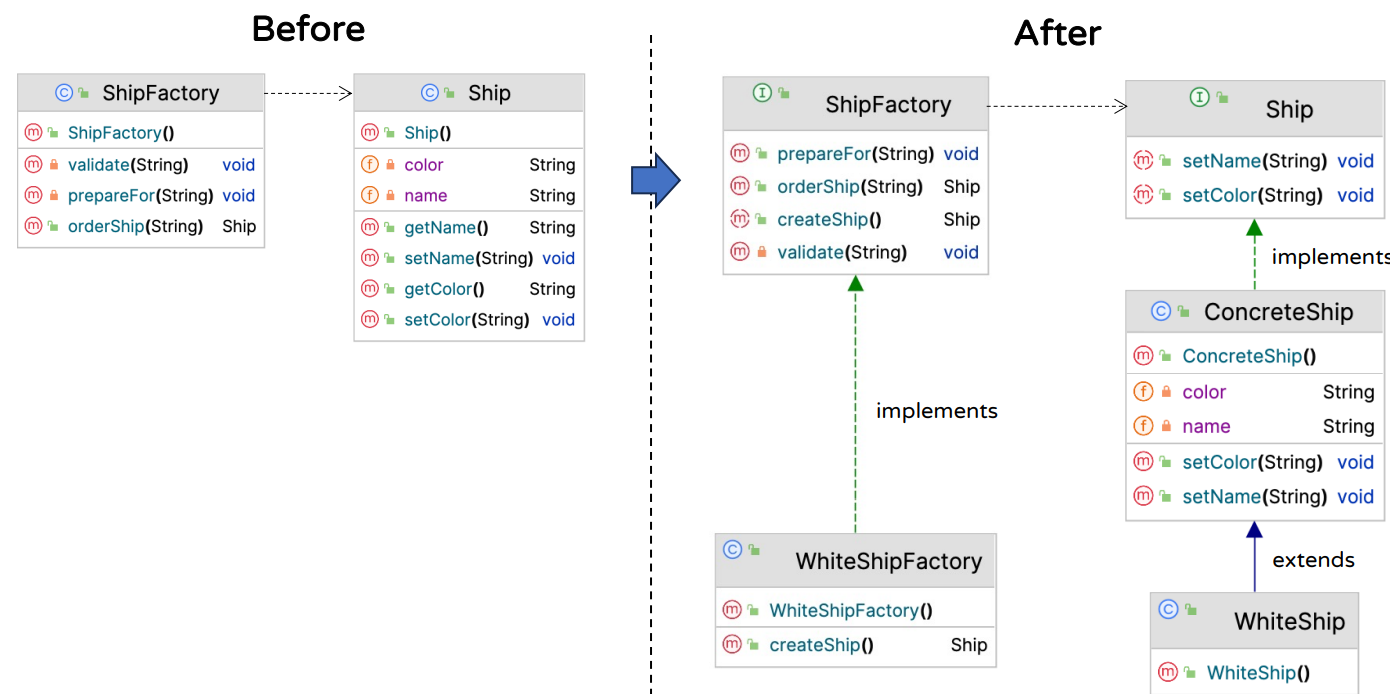 Before
ShipFactory
ShipFactory()
validate(String) void
prepareFor(String) void
orderShip(String) Ship
Ship
Ship()
color String
name String
getName() String
setName(String) void
getColor() String
setColor(String) void
After
ShipFactory
prepareFor(String) void
orderShip(String) Ship
createShip() Ship
validate(String) void
implements
WhiteShipFactory
WhiteShipFactory()
createShip() Ship
Ship
setName(String) void
setColor(String) void
implements
ConcreteShip
ConcreteShip()
color String
name String
setColor(String) void
setName(String) void
extends
WhiteShip
WhiteShip()